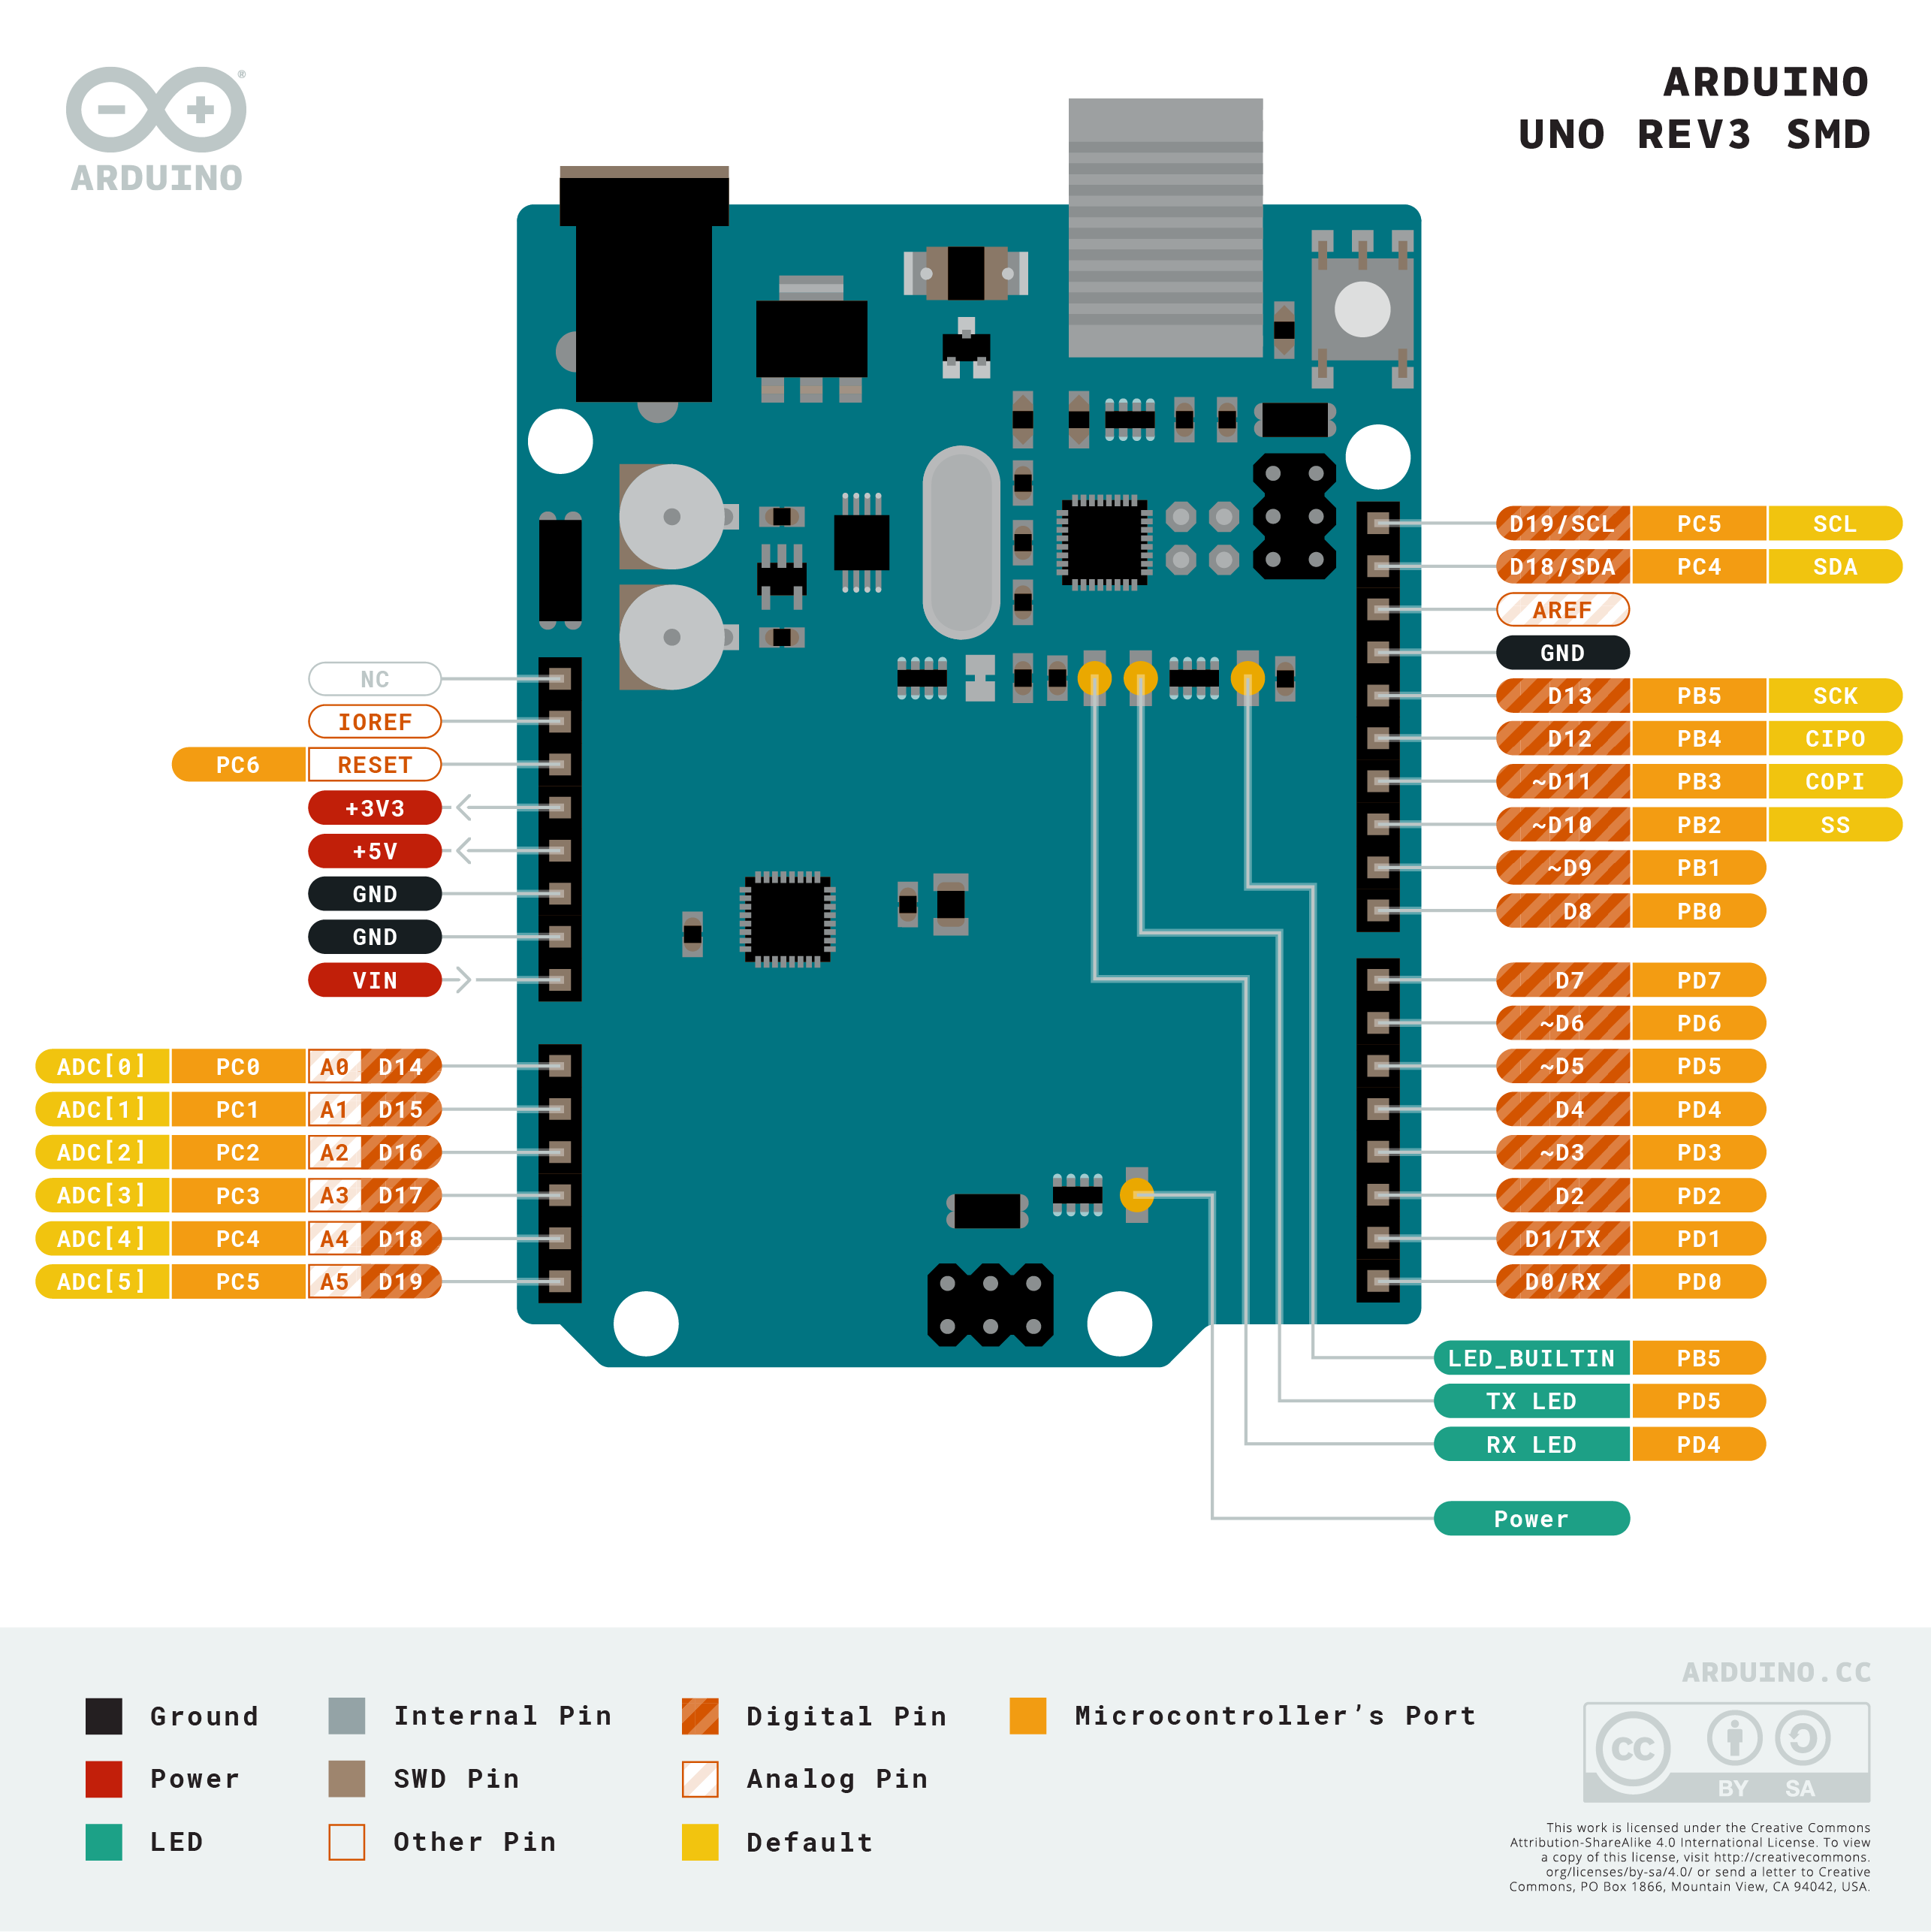 ARDUINO
UNO REV3 SMD
®
ARDUINO
D19/SCL PC5 SCL
D18/SDA PC4 SDA
AREF
GND
D13 PB5 SCK
D12 PB4 CIPO
~D11 PB3 COPI
~D10 PB2 SS
~D9 PB1
D8 PB0
NC
IOREF
PC6 RESET
+3V3
+5V
GND
GND
VIN
D7 PD7
~D6 PD6
~D5 PD5
D4 PD4
~D3 PD3
D2 PD2
D1/TX PD1
D0/RX PD0
ADC[0] PC0 A0 D14
ADC[1] PC1 A1 D15
ADC[2] PC2 A2 D16
ADC[3] PC3 A3 D17
ADC[4] PC4 A4 D18
ADC[5] PC5 A5 D19
LED_BUILTIN PB5
TX LED PD5
RX LED PD4
Power
Ground
Power
LED
Internal Pin
SWD Pin
Other Pin
Digital Pin
Analog Pin
Default
Microcontroller’s Port
ARDUINO.CC
CC
BY SA
This work is licensed under the Creative Commons
Attribution-ShareAlike 4.0 International License. To view
a copy of this license, visit http://creativecommons.
org/licenses/by-sa/4.0/ or send a letter to Creative
Commons, PO Box 1866, Mountain View, CA 94042, USA.